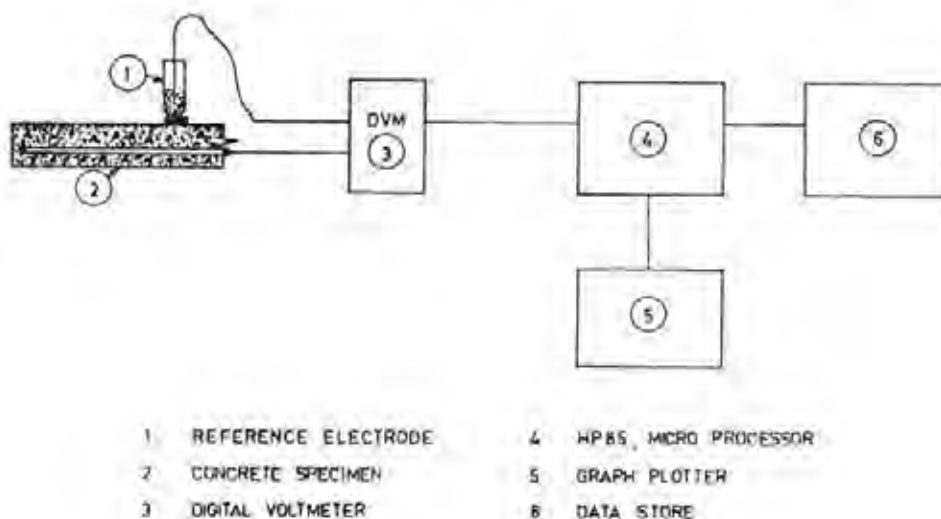 1
DVM
3
4
6
2
5
1 REFERENCE ELECTRODE
2 CONCRETE SPECIMEN
3 DIGITAL VOLTMETER
4 HP85, MICRO PROCESSOR
5 GRAPH PLOTTER
6 DATA STORE